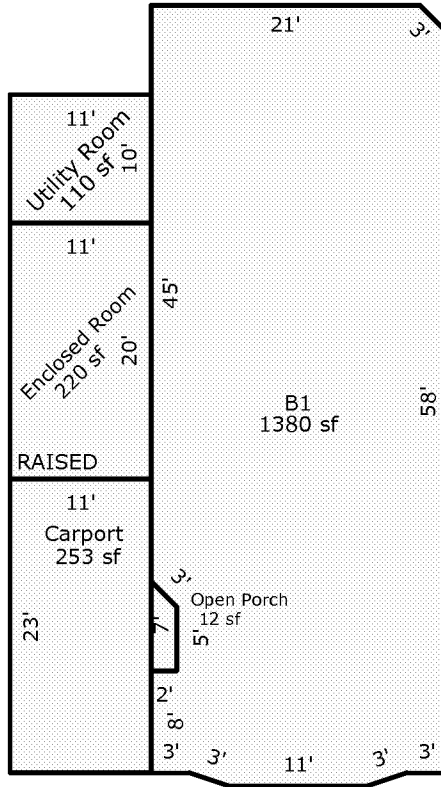 21'
3'
11'
Utility Room
110 sf
10'
11'
Enclosed Room
220 sf
20'
45'
B1
1380 sf
58'
RAISED
11'
Carport
253 sf
23'
3'
Open Porch
12 sf
7'
5'
2'
8'
3'
3'
11'
3'
3'